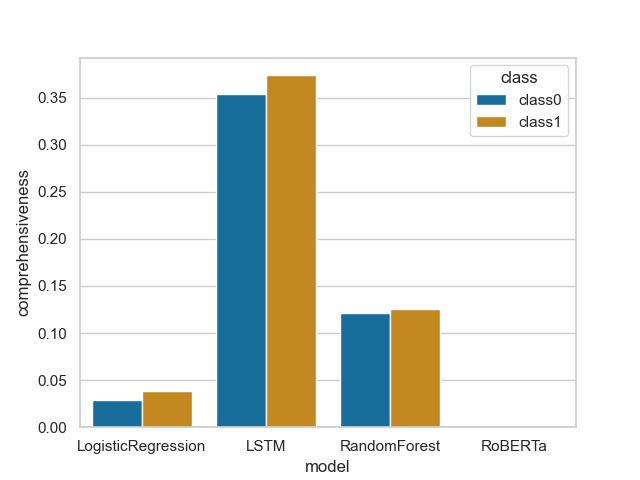 class
class0
class1
0.35
0.30
0.25
0.20
0.15
0.10
0.05
0.00
comprehensiveness
LogisticRegression LSTM RandomForest RoBERTa
model